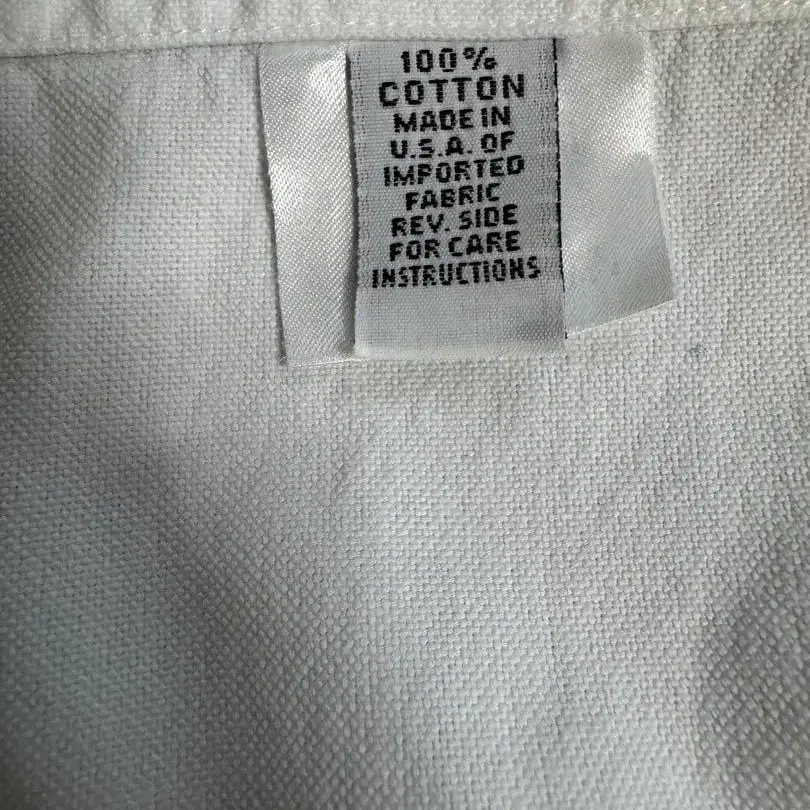 100%
COTTON
MADE IN
U.S.A. OF
IMPORTED
FABRIC
REV. SIDE
FOR CARE
INSTRUCTIONS